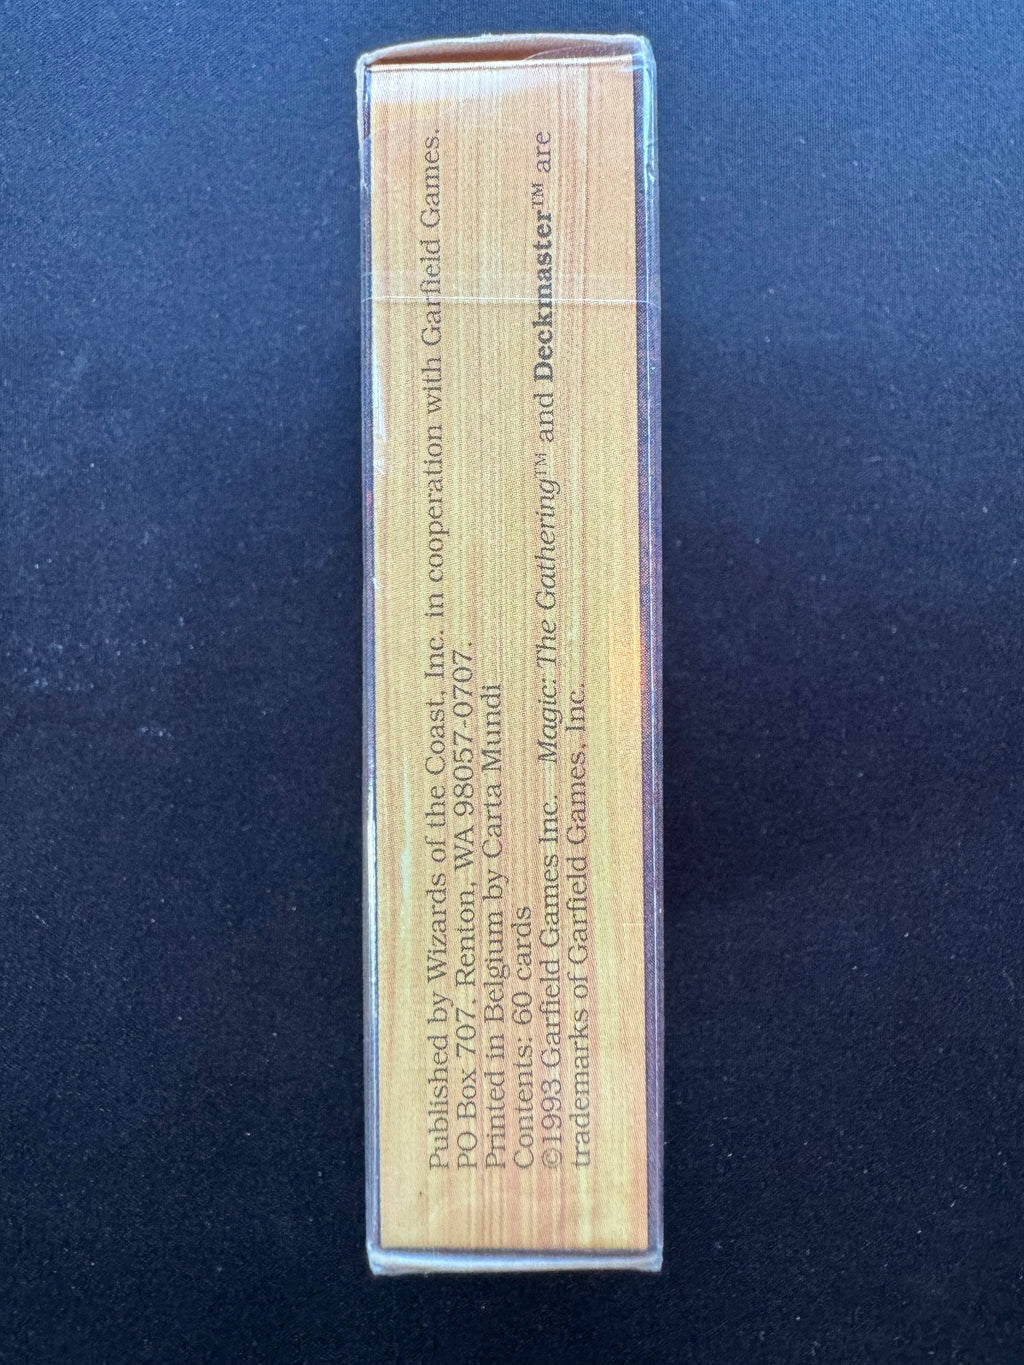 Published by Wizards of the Coast, Inc. in cooperation with Garfield Games.
PO Box 707, Renton, WA 98057-0707.
Printed in Belgium by Carta Mundi
Contents: 60 cards
©1993 Garfield Games Inc. Magic: The Gathering™ and Deckmaster™ are
trademarks of Garfield Games, Inc.